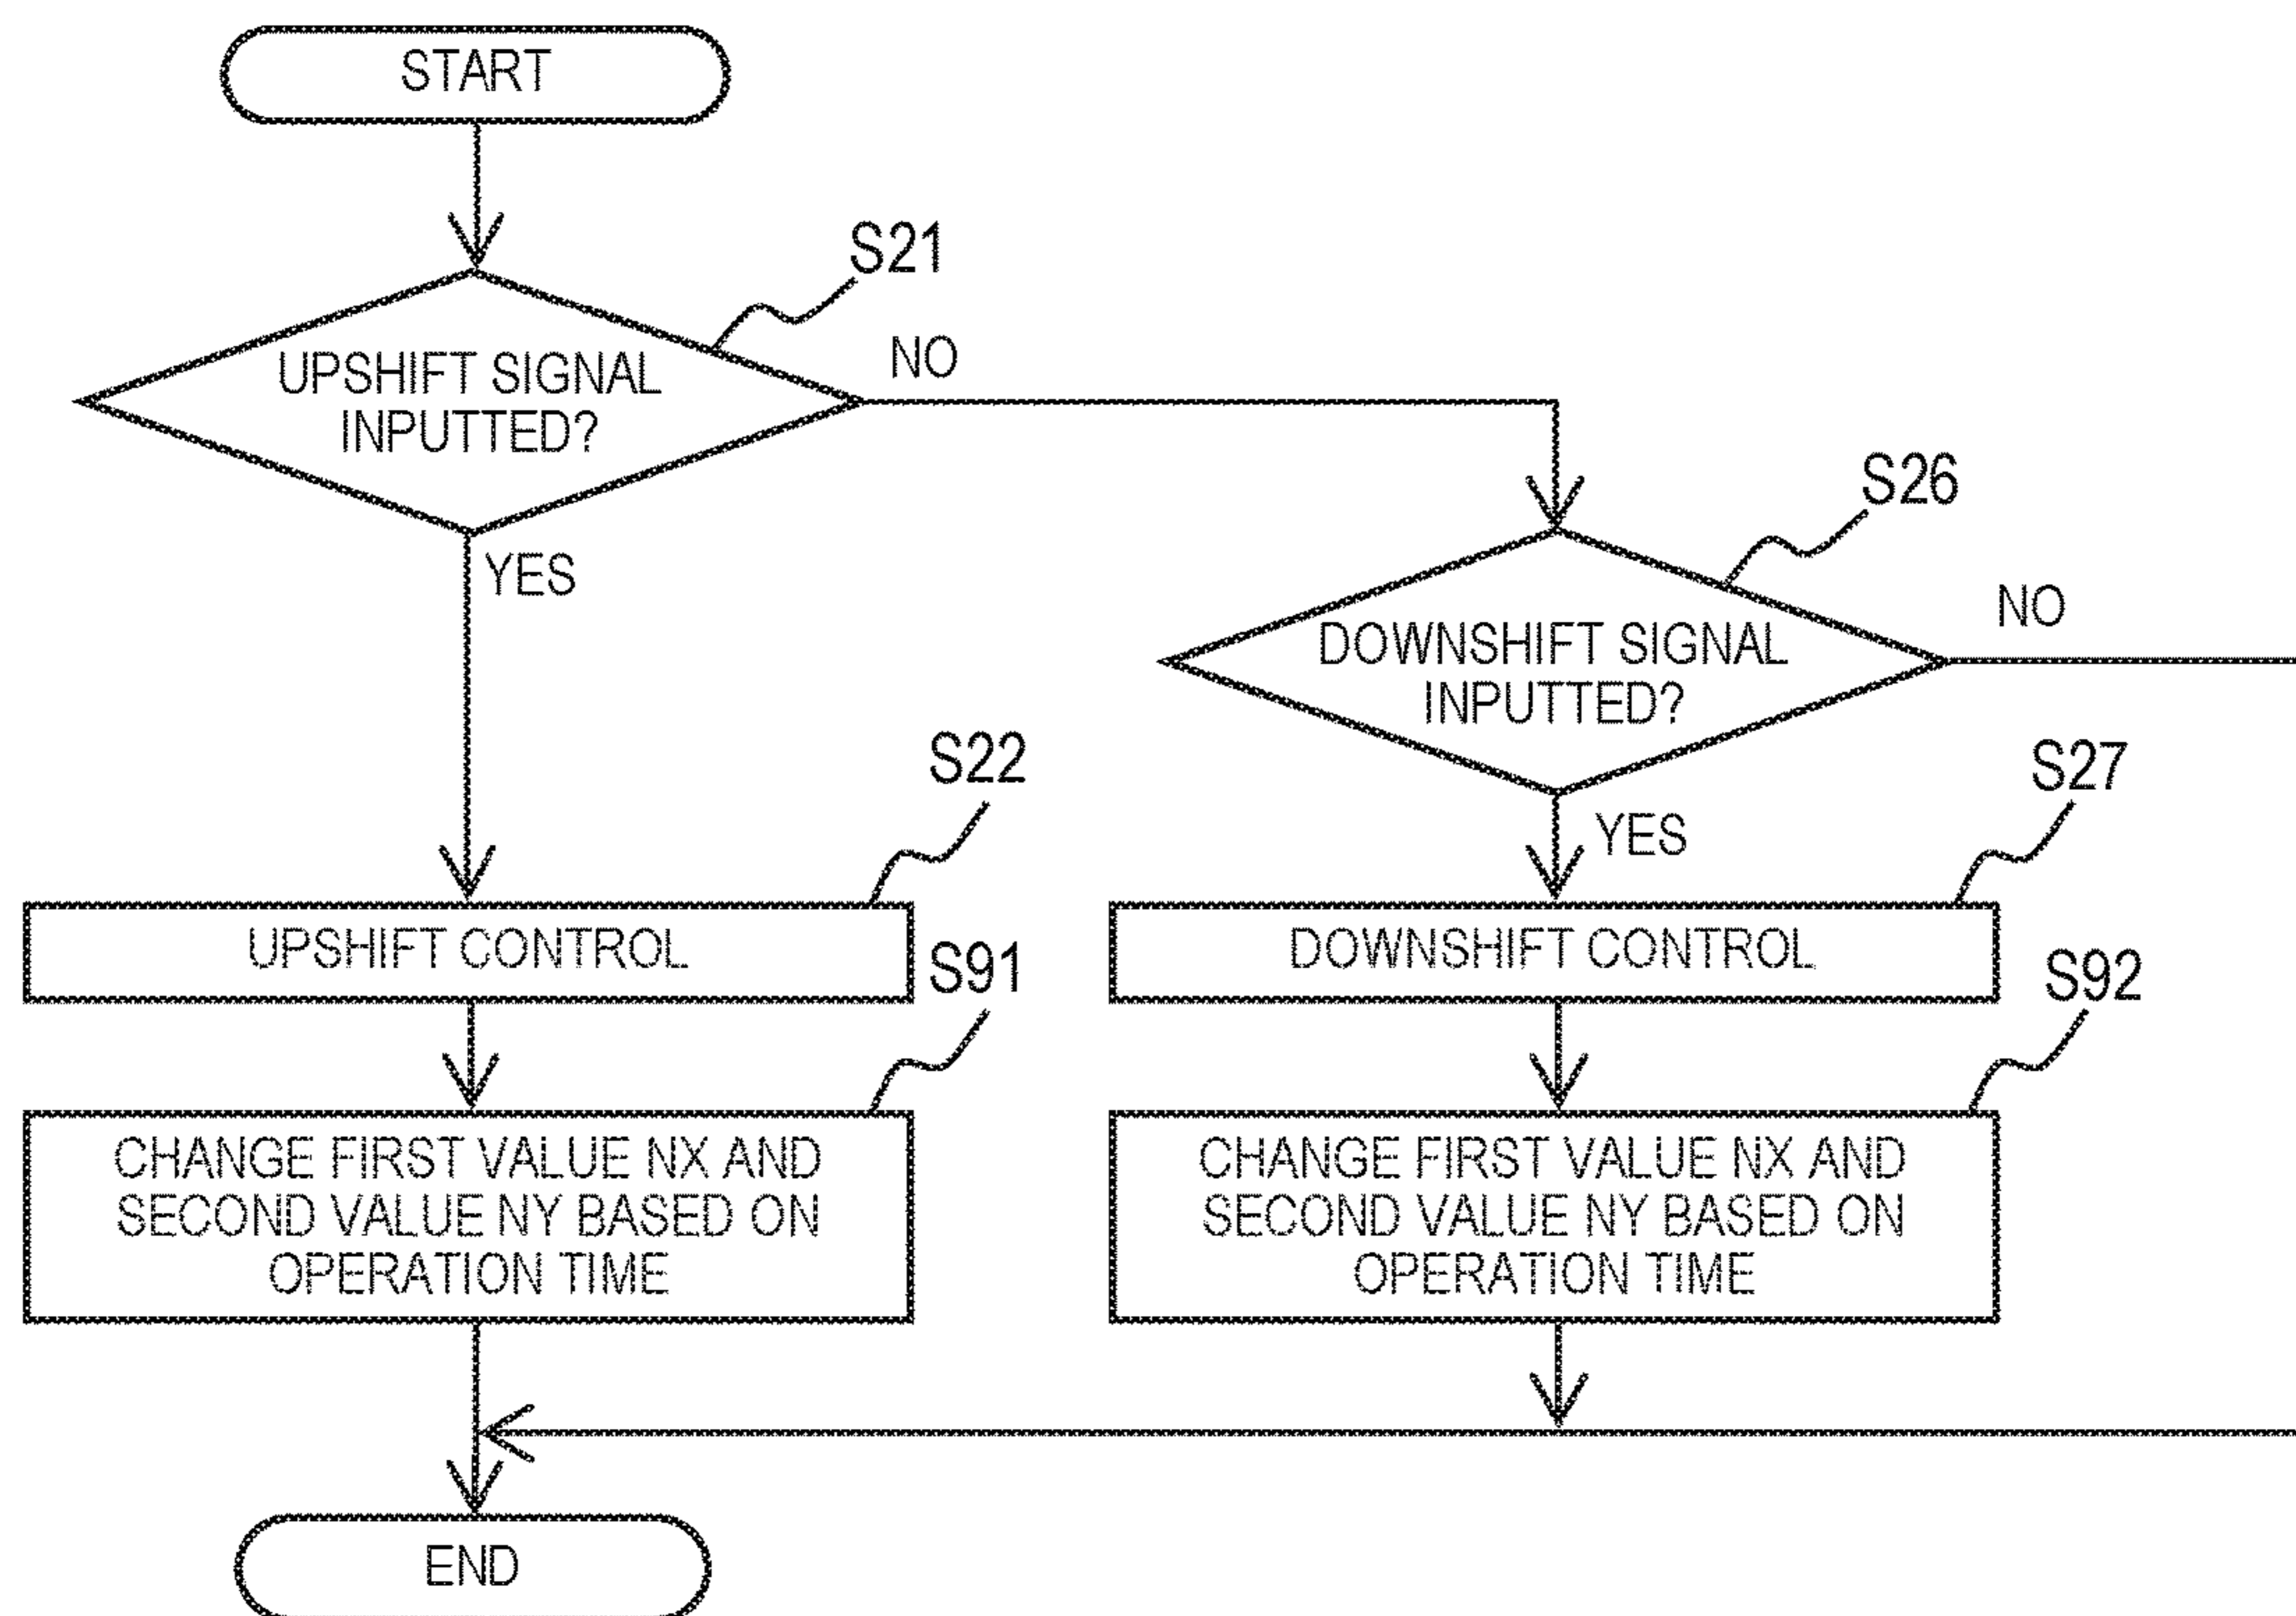 START
S21
UPSHIFT SIGNAL
INPUTTED?
NO
YES
S26
DOWNSHIFT SIGNAL
INPUTTED?
NO
YES
S22
UPSHIFT CONTROL
S27
DOWNSHIFT CONTROL
S91
CHANGE FIRST VALUE NX AND
SECOND VALUE NY BASED ON
OPERATION TIME
S92
CHANGE FIRST VALUE NX AND
SECOND VALUE NY BASED ON
OPERATION TIME
END